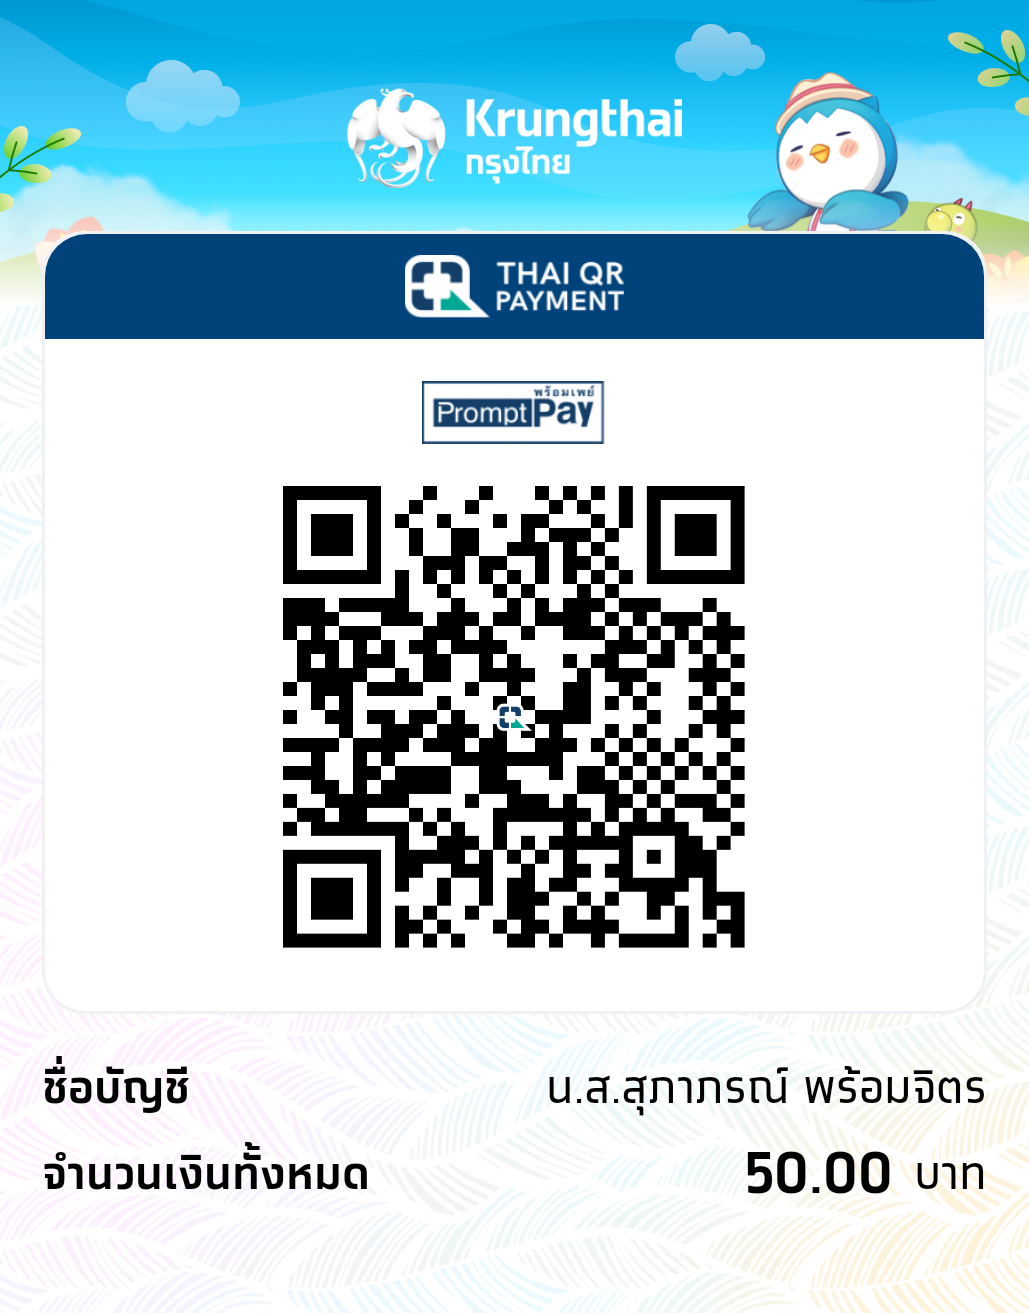 Krungthai
กรุงไทย
THAI QR
PAYMENT
พร้อมเพย์
PromptPay
ชื่อบัญชี น.ส.สุภาภรณ์ พร้อมจิตร
จำนวนเงินทั้งหมด 50.00 บาท